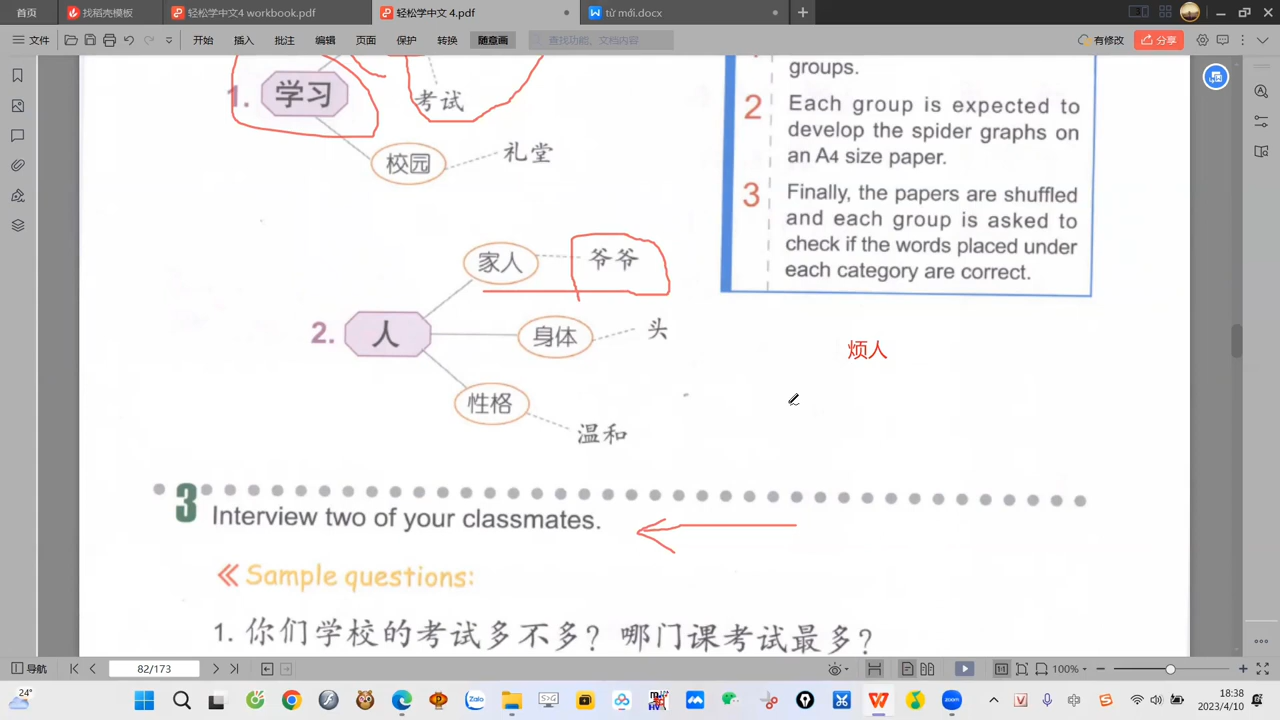 首页
找稻壳模板
轻松学中文4 workbook.pdf
轻松学中文 4.pdf
từ mới.docx
文件
开始
插入
批注
编辑
页面
保护
转换
随意画
查找功能、文档内容
有修改
分享
1. 学习
考试
校园
礼堂
groups.
2 Each group is expected to
develop the spider graphs on
an A4 size paper.
3 Finally, the papers are shuffled
and each group is asked to
check if the words placed under
each category are correct.
家人
爷爷
2. 人
身体
头
性格
温和
烦人
3 Interview two of your classmates.
Sample questions:
1. 你们学校的考试多不多？哪门课考试最多？
导航
82/173
100%
24°
Zalo
zoom
18:38
2023/4/10